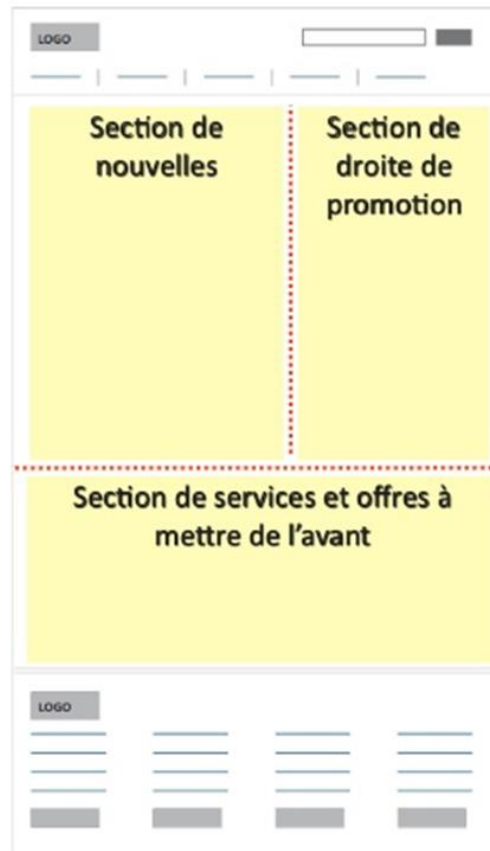 LOGO
Section de
nouvelles
Section de
droite de
promotion
Section de services et offres à
mettre de l'avant
LOGO